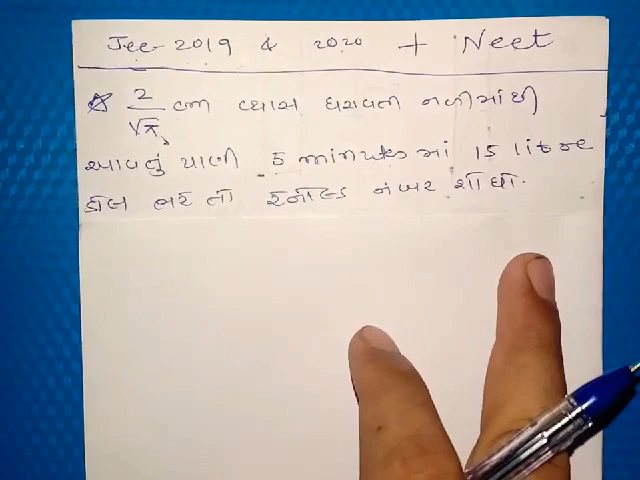 Jee 2019 & 2020 + Neet
☆ 2/√π cm વ્યાસ ધરાવતી નળીમાંથી
આવતું પાણી 5 minutes માં 15 litre
ડોલ ભરે તો રેનોલ્ડ નંબર શોધો.